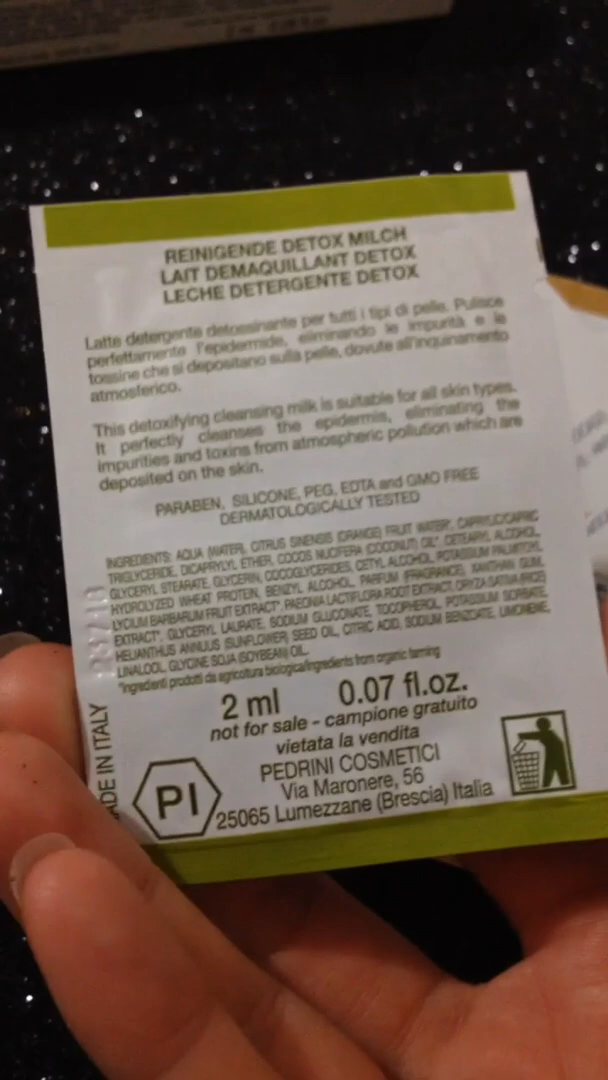 REINIGENDE DETOX MILCH
LAIT DEMAQUILLANT DETOX
LECHE DETERGENTE DETOX
Latte detergente detossinante per tutti i tipi di pelle. Pulisce
perfettamente l'epidermide, eliminando le impurità e le
tossine che si depositano sulla pelle, dovute all'inquinamento
atmosferico.
This detoxifying cleansing milk is suitable for all skin types.
It perfectly cleanses the epidermis, eliminating the
impurities and toxins from atmospheric pollution which are
deposited on the skin.
PARABEN, SILICONE, PEG, EDTA and GMO FREE
DERMATOLOGICALLY TESTED
INGREDIENTS: AQUA (WATER), CITRUS SINENSIS (ORANGE) FRUIT WATER*, CAPRYLIC/CAPRIC
TRIGLYCERIDE, DICAPRYLYL ETHER, COCOS NUCIFERA (COCONUT) OIL*, CETEARYL ALCOHOL,
GLYCERYL STEARATE, GLYCERIN, COCOGLYCERIDES, CETYL ALCOHOL, POTASSIUM PALMITOYL
HYDROLYZED WHEAT PROTEIN, BENZYL ALCOHOL, PARFUM (FRAGRANCE), XANTHAN GUM,
LYCIUM BARBARUM FRUIT EXTRACT*, PAEONIA LACTIFLORA ROOT EXTRACT, ORYZA SATIVA (RICE)
EXTRACT*, GLYCERYL LAURATE, SODIUM GLUCONATE, TOCOPHEROL, POTASSIUM SORBATE,
HELIANTHUS ANNUUS (SUNFLOWER) SEED OIL, CITRIC ACID, SODIUM BENZOATE, LIMONENE,
LINALOOL, GLYCINE SOJA (SOYBEAN) OIL.
*Ingredienti prodotti da agricoltura biologica/Ingredients from organic farming
2 ml 0.07 fl.oz.
not for sale - campione gratuito
vietata la vendita
PEDRINI COSMETICI
Via Maronere, 56
25065 Lumezzane (Brescia) Italia
PI
ADE IN ITALY